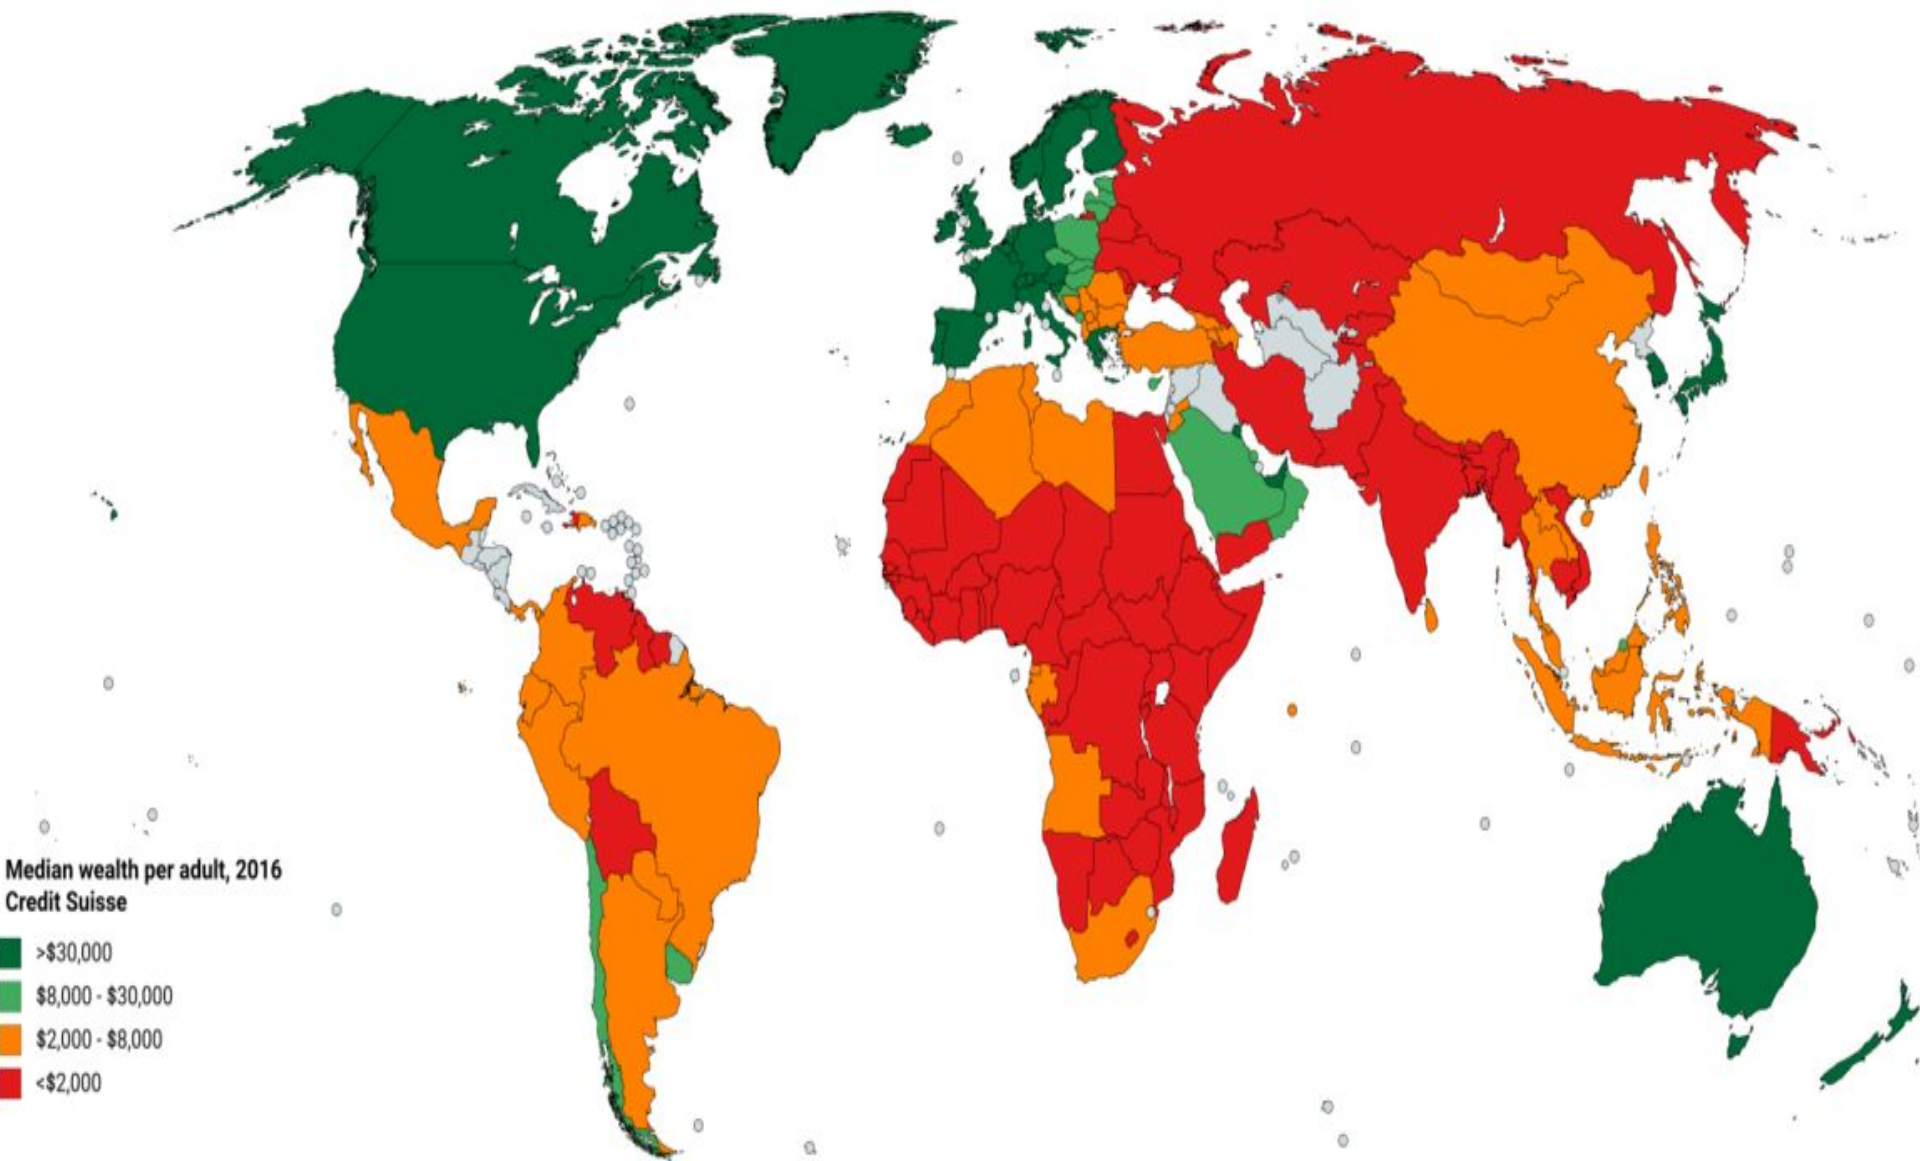 Median wealth per adult, 2016
Credit Suisse
>$30,000
$8,000 - $30,000
$2,000 - $8,000
<$2,000